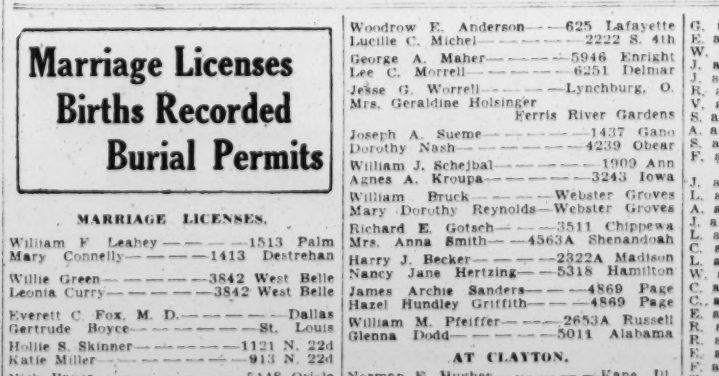 Marriage Licenses
Births Recorded
Burial Permits
MARRIAGE LICENSES.
William F Leahey — — — — — 1513 Palm
Mary Connelly — — — — 1413 Destrehan
Willie Green — — — — 3842 West Belle
Leonia Curry — — — — 3842 West Belle
Everett C Fox, M. D. — — — — — Dallas
Gertrude Boyce — — — — — St. Louis
Hollie S. Skinner — — — — 1121 N. 22d
Katie Miller — — — — — 913 N. 22d
Woodrow E. Anderson — — — 625 Lafayette
Lucille C. Michel — — — — — 2222 S. 4th
George A. Maher — — — — — 5946 Enright
Lee C. Morrell — — — — — 6251 Delmar
Jesse G. Worrell — — — — Lynchburg, O.
Mrs. Geraldine Holsinger
Ferris River Gardens
Joseph A. Sueme — — — — — 1437 Gano
Dorothy Nash — — — — — 4239 Obear
William J. Schejbal — — — — — 1909 Ann
Agnes A. Kroupa — — — — — 3243 Iowa
William Bruck — — — — Webster Groves
Mary Dorothy Reynolds — Webster Groves
Richard E. Gotsch — — — 3511 Chippewa
Mrs. Anna Smith — — — 4563A Shenandoah
Harry J. Becker — — — — 2322A Madison
Nancy Jane Hertzing — — — 5318 Hamilton
James Archie Sanders — — — — 4869 Page
Hazel Hundley Griffith — — — — 4869 Page
William M. Pfeiffer — — — — 2653A Russell
Glenna Dodd — — — — — 5011 Alabama
AT CLAYTON.
Norman E Hughes — — — — Kane, Ill.